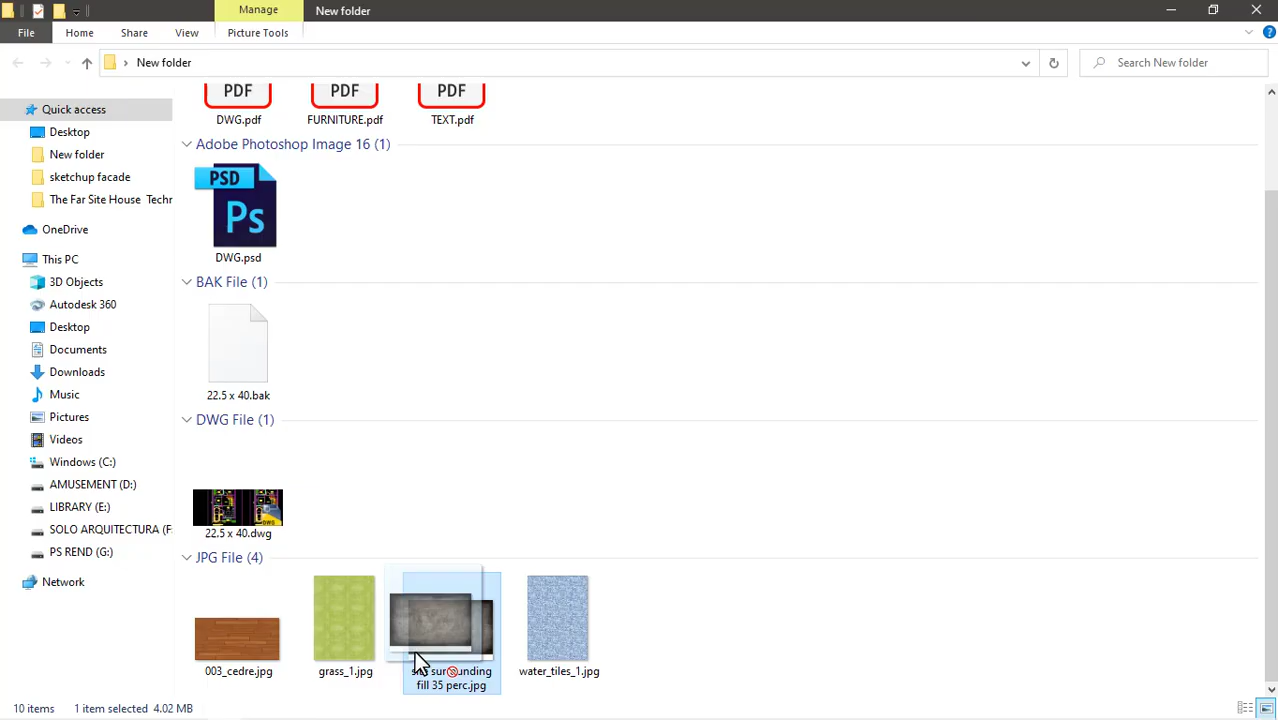 Manage
New folder
File
Home
Share
View
Picture Tools
New folder
Search New folder
Quick access
Desktop
New folder
sketchup facade
The Far Site House Techr
OneDrive
This PC
3D Objects
Autodesk 360
Desktop
Documents
Downloads
Music
Pictures
Videos
Windows (C:)
AMUSEMENT (D:)
LIBRARY (E:)
SOLO ARQUITECTURA (F:
PS REND (G:)
Network
PDF
PDF
PDF
DWG.pdf
FURNITURE.pdf
TEXT.pdf
Adobe Photoshop Image 16 (1)
PSD
Ps
DWG.psd
BAK File (1)
22.5 x 40.bak
DWG File (1)
DWG
22.5 x 40.dwg
JPG File (4)
003_cedre.jpg
grass_1.jpg
fill 35 perc.jpg
water_tiles_1.jpg
10 items
1 item selected
4.02 MB